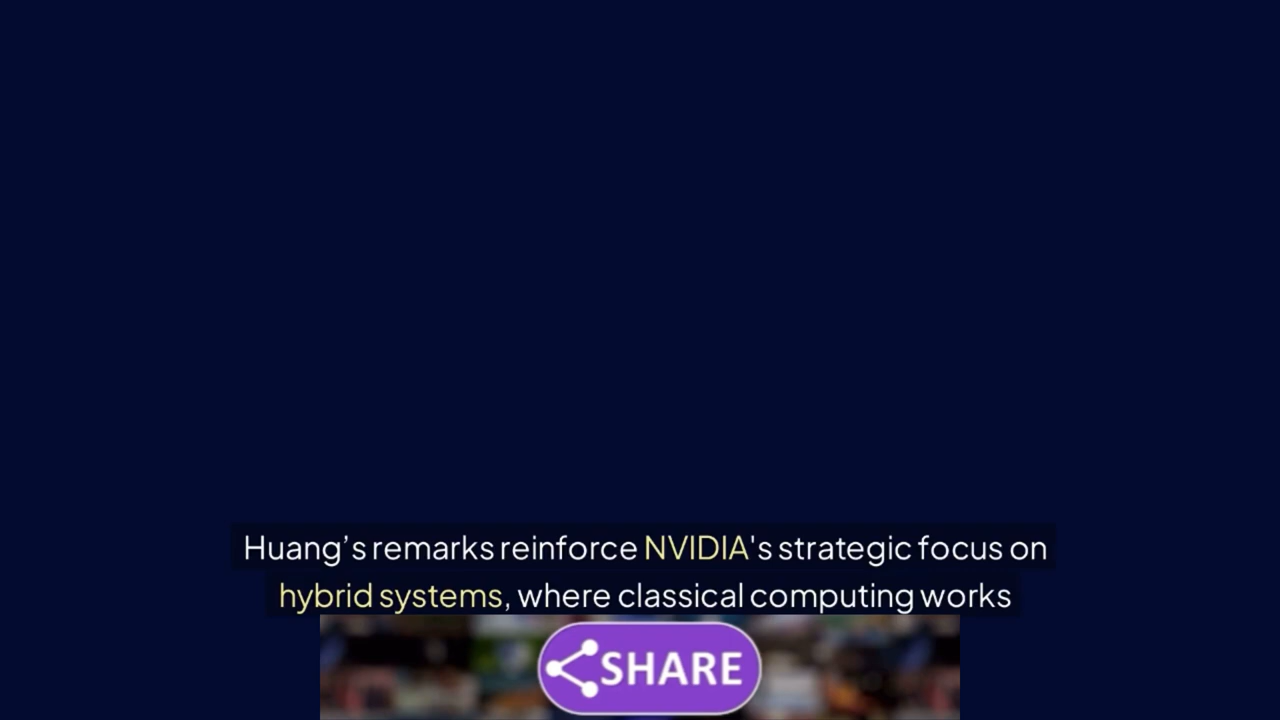 Huang’s remarks reinforce NVIDIA's strategic focus on
hybrid systems, where classical computing works
SHARE